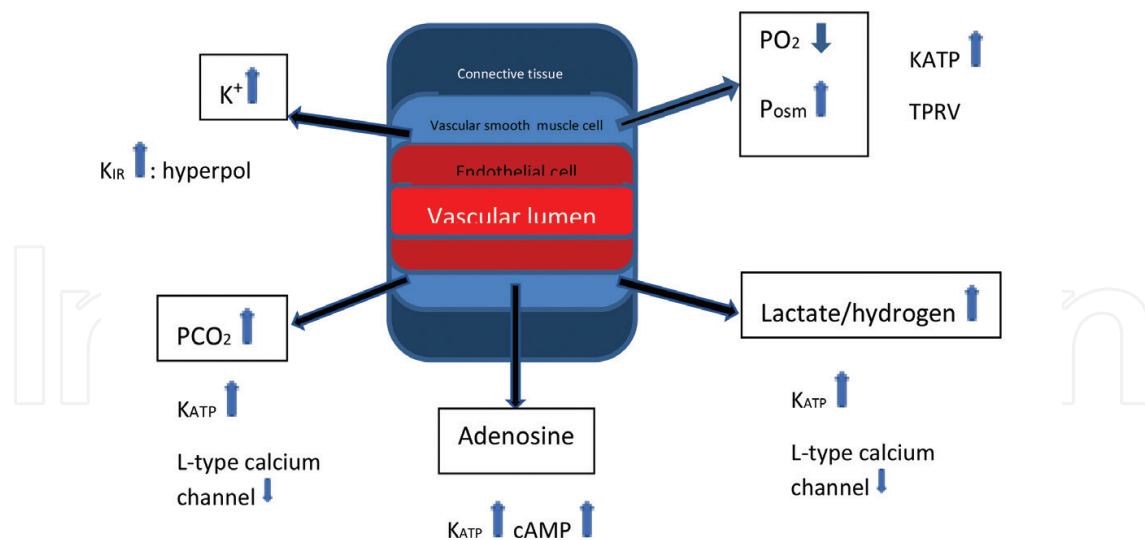 Connective tissue
Vascular smooth muscle cell
Endothelial cell
Vascular lumen
K+
KIR : hyperpol
PO2
Posm
KATP
TPRV
PCO2
KATP
L-type calcium
channel
Adenosine
KATP cAMP
Lactate/hydrogen
KATP
L-type calcium
channel